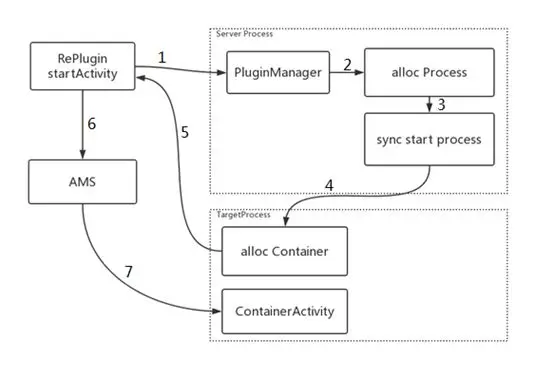 Server Process
RePlugin
startActivity
1
PluginManager
2
alloc Process
3
sync start process
6
5
4
AMS
TargetProcess
alloc Container
7
ContainerActivity